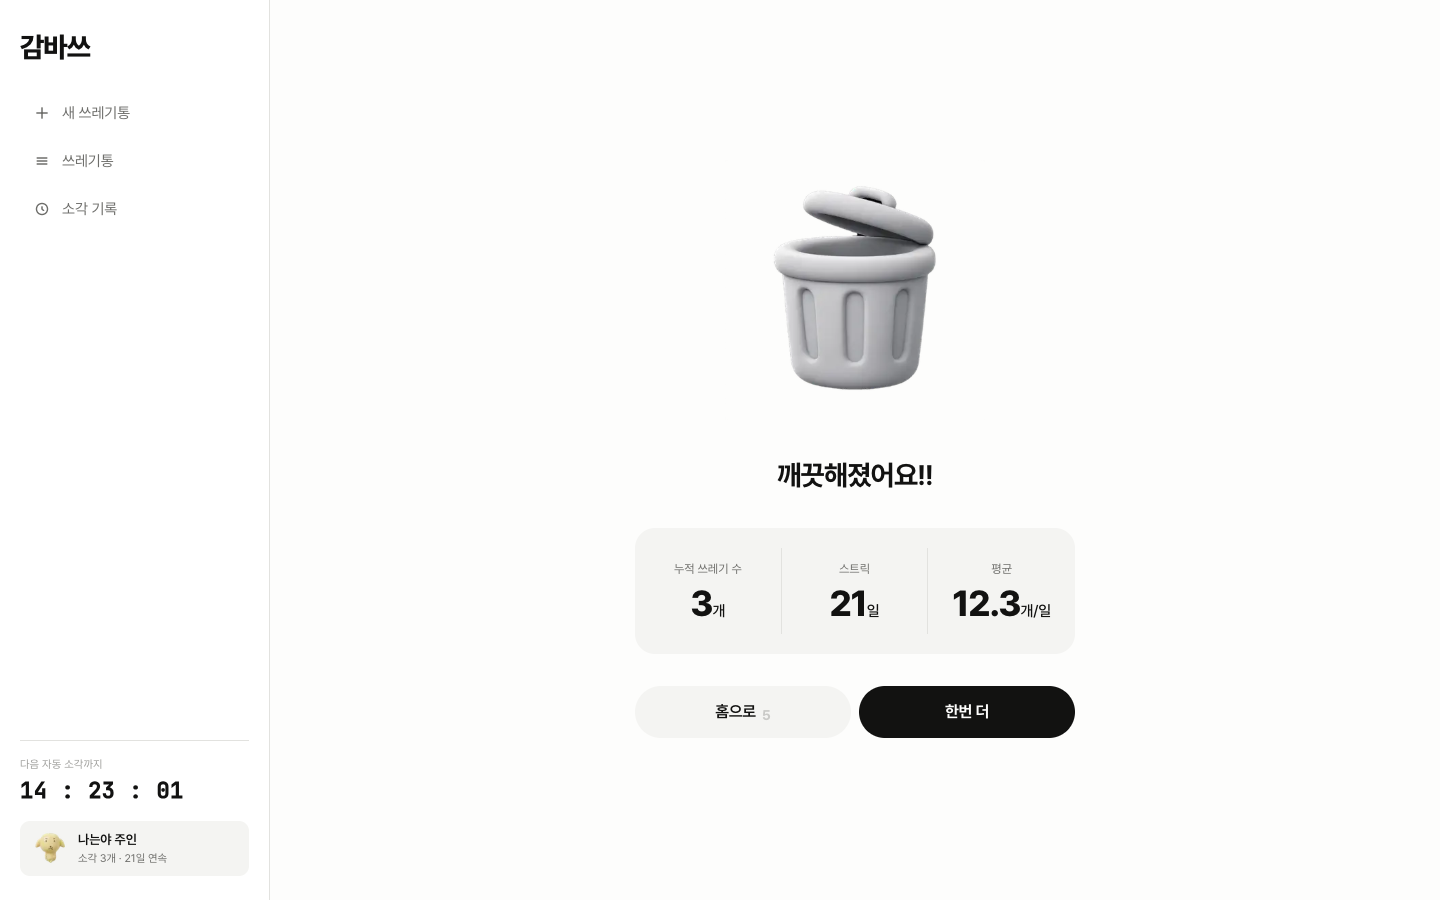 감바쓰
새 쓰레기통
쓰레기통
소각 기록
깨끗해졌어요!!
누적 쓰레기 수
3개
스트릭
21일
평균
12.3개/일
홈으로 5
한번 더
다음 자동 소각까지
14 : 23 : 01
나는야 주인
소각 3개 · 21일 연속